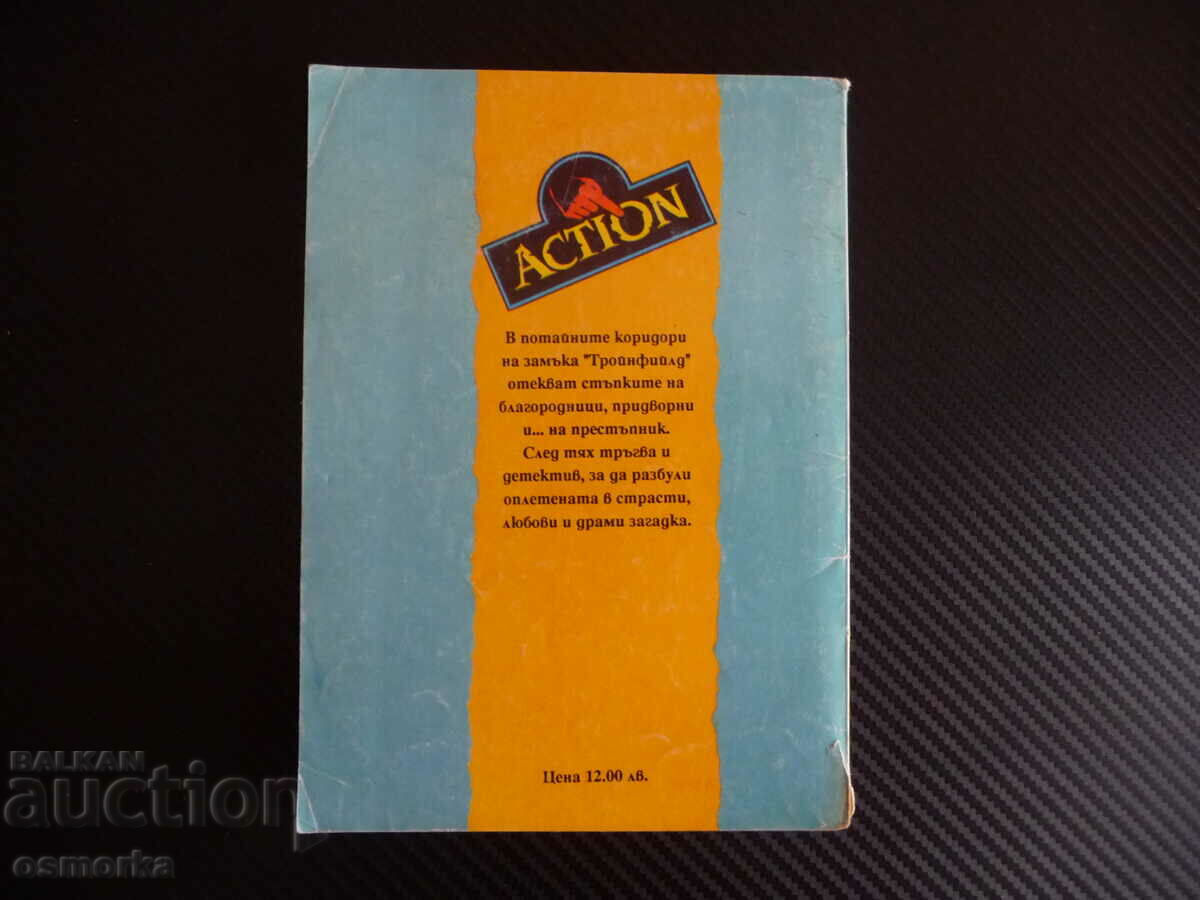 ACTION
В потайните коридори
на замъка "Тройнфийлд"
отекват стъпките на
благородници, придворни
и... на престъпник.
След тях тръгва и
детектив, за да разбули
оплетената в страсти,
любови и драми загадка.
Цена 12.00 лв.
BALKAN
auction
osmorka